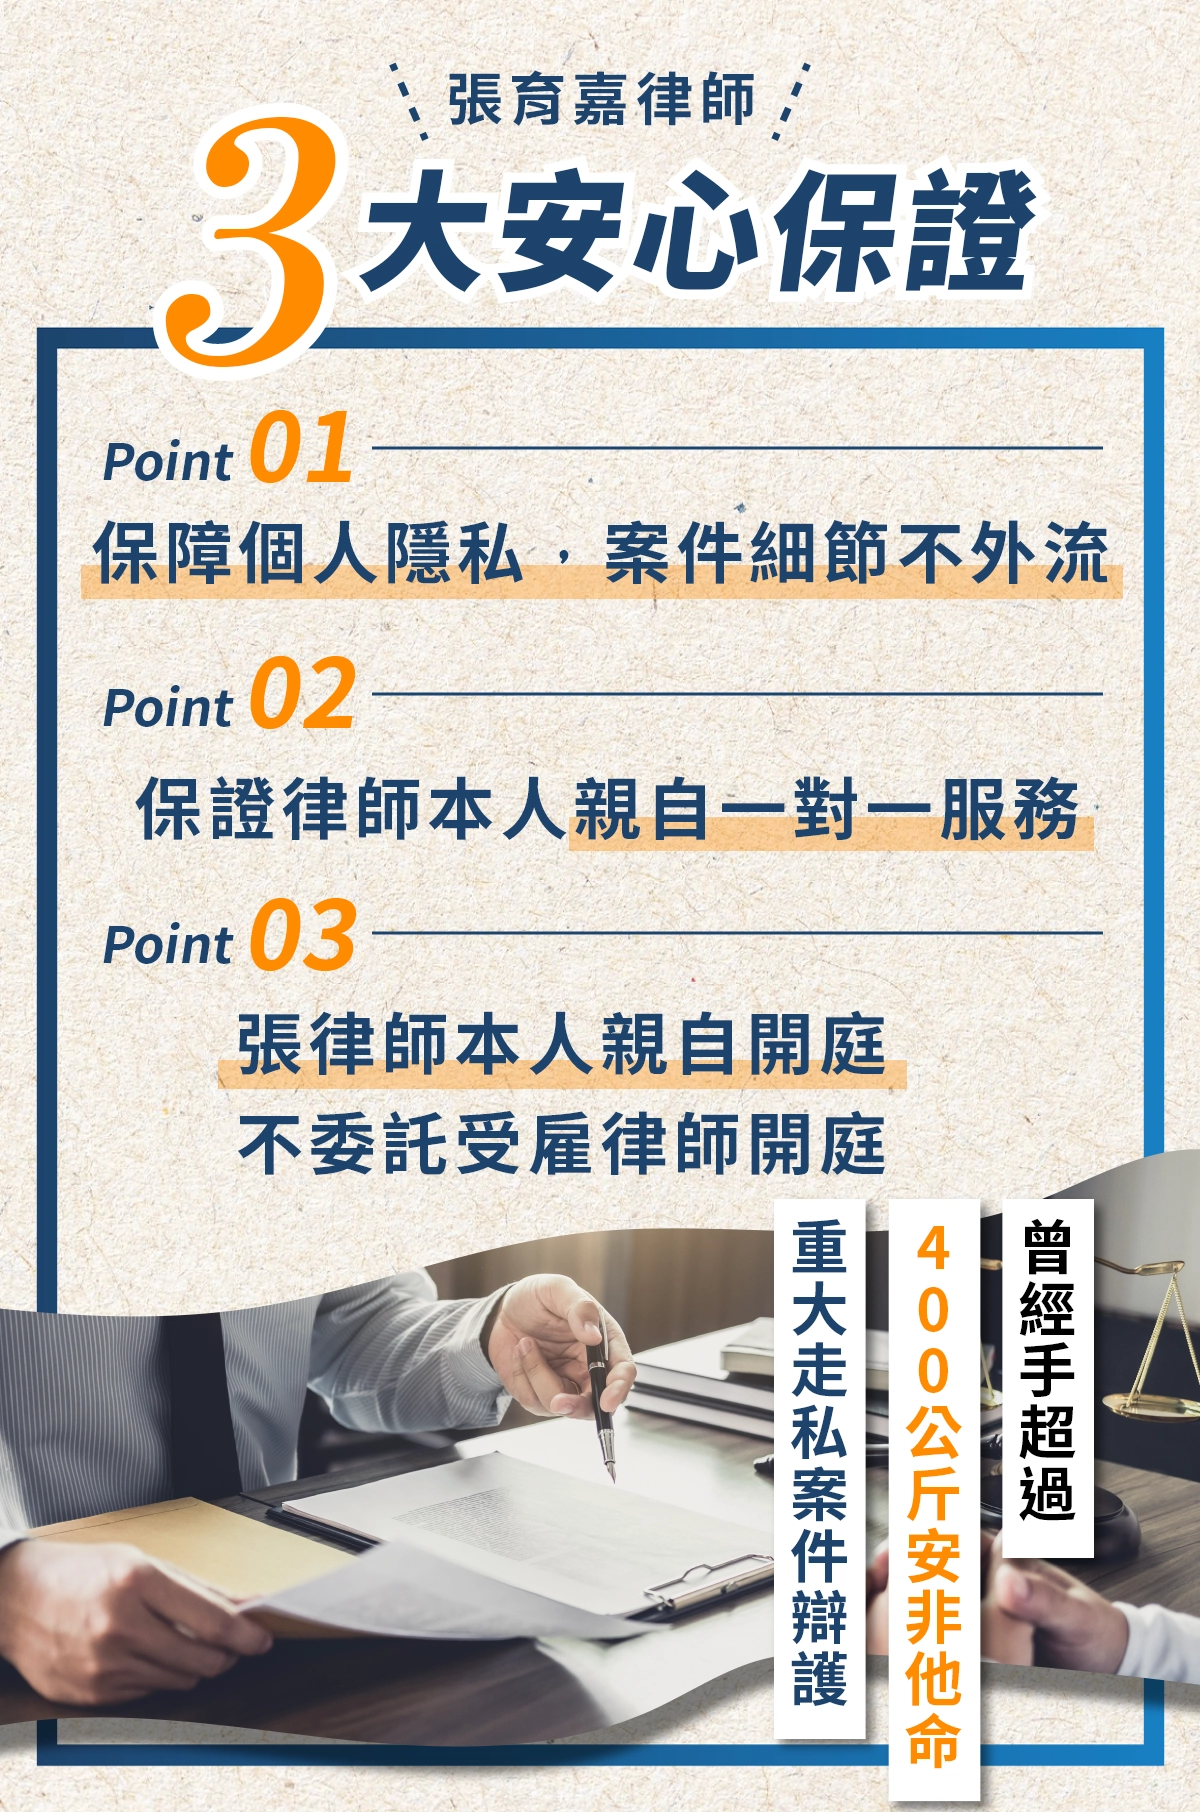 張育嘉律師
3大安心保證
Point 01
保障個人隱私，案件細節不外流
Point 02
保證律師本人親自一對一服務
Point 03
張律師本人親自開庭
不委託受雇律師開庭
曾經手超過
400公斤安非他命
重大走私案件辯護